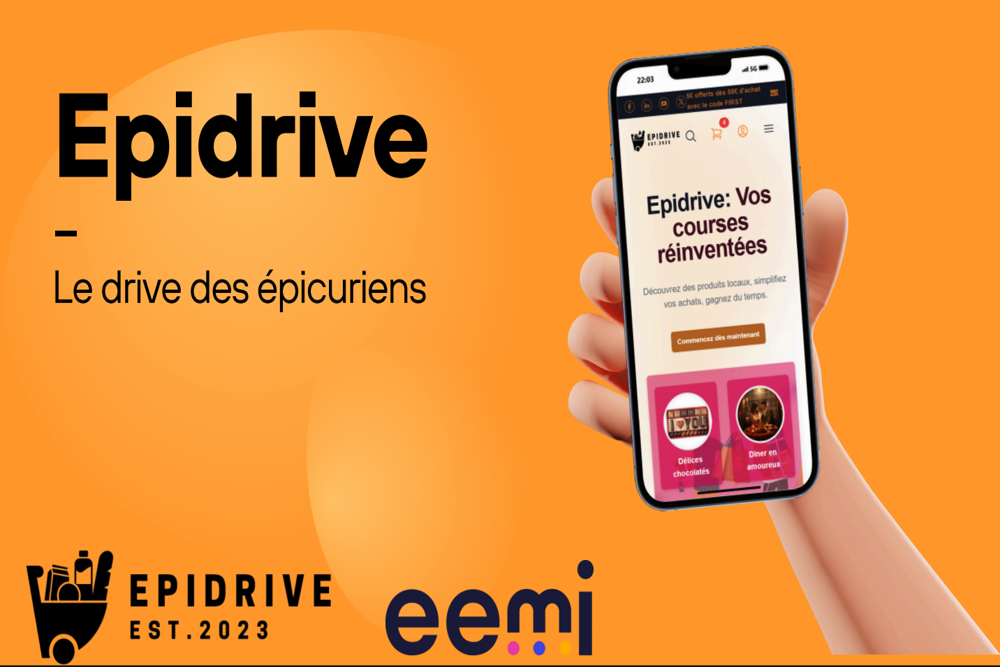 Epidrive
–
Le drive des épicuriens
22:03
5G
5€ offerts dès 50€ d'achat
avec le code FIRST
4
EPIDRIVE
EST.2023
Epidrive: Vos
courses
réinventées
Découvrez des produits locaux, simplifiez
vos achats, gagnez du temps.
Commencez dès maintenant
I YOU
Délices
chocolatés
Diner en
amoureux
EPIDRIVE
EST.2023
eemi